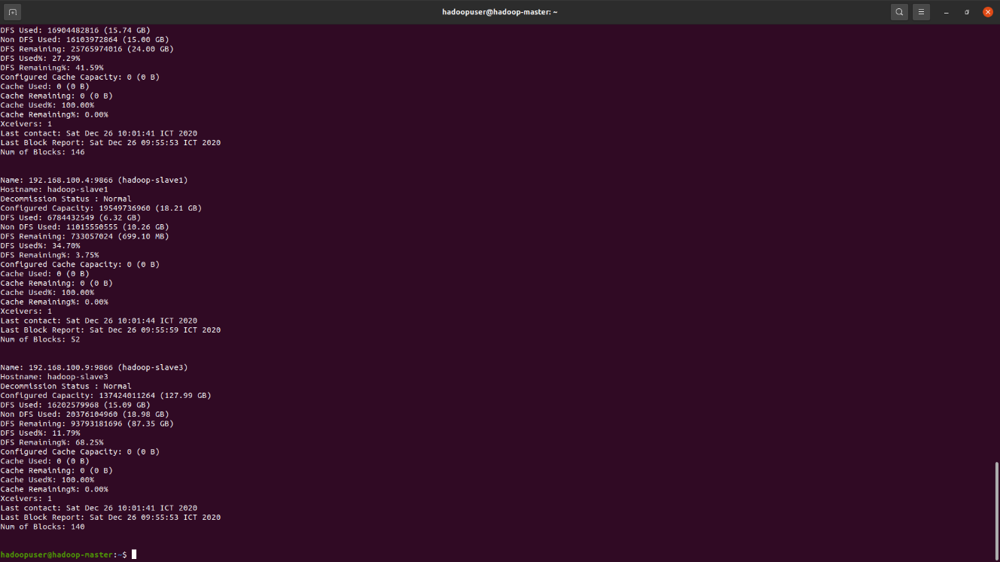 hadoopuser@hadoop-master: ~
DFS Used: 16904482816 (15.74 GB)
Non DFS Used: 16103972864 (15.00 GB)
DFS Remaining: 25765974016 (24.00 GB)
DFS Used%: 27.29%
DFS Remaining%: 41.59%
Configured Cache Capacity: 0 (0 B)
Cache Used: 0 (0 B)
Cache Remaining: 0 (0 B)
Cache Used%: 100.00%
Cache Remaining%: 0.00%
Xceivers: 1
Last contact: Sat Dec 26 10:01:41 ICT 2020
Last Block Report: Sat Dec 26 09:55:53 ICT 2020
Num of Blocks: 146
Name: 192.168.100.4:9866 (hadoop-slave1)
Hostname: hadoop-slave1
Decommission Status : Normal
Configured Capacity: 19549736960 (18.21 GB)
DFS Used: 6784432549 (6.32 GB)
Non DFS Used: 11015550555 (10.26 GB)
DFS Remaining: 733057024 (699.10 MB)
DFS Used%: 34.70%
DFS Remaining%: 3.75%
Configured Cache Capacity: 0 (0 B)
Cache Used: 0 (0 B)
Cache Remaining: 0 (0 B)
Cache Used%: 100.00%
Cache Remaining%: 0.00%
Xceivers: 1
Last contact: Sat Dec 26 10:01:44 ICT 2020
Last Block Report: Sat Dec 26 09:55:59 ICT 2020
Num of Blocks: 52
Name: 192.168.100.9:9866 (hadoop-slave3)
Hostname: hadoop-slave3
Decommission Status : Normal
Configured Capacity: 137424011264 (127.99 GB)
DFS Used: 16202579968 (15.09 GB)
Non DFS Used: 20376104960 (18.98 GB)
DFS Remaining: 93793181696 (87.35 GB)
DFS Used%: 11.79%
DFS Remaining%: 68.25%
Configured Cache Capacity: 0 (0 B)
Cache Used: 0 (0 B)
Cache Remaining: 0 (0 B)
Cache Used%: 100.00%
Cache Remaining%: 0.00%
Xceivers: 1
Last contact: Sat Dec 26 10:01:41 ICT 2020
Last Block Report: Sat Dec 26 09:55:53 ICT 2020
Num of Blocks: 140
hadoopuser@hadoop-master:~$